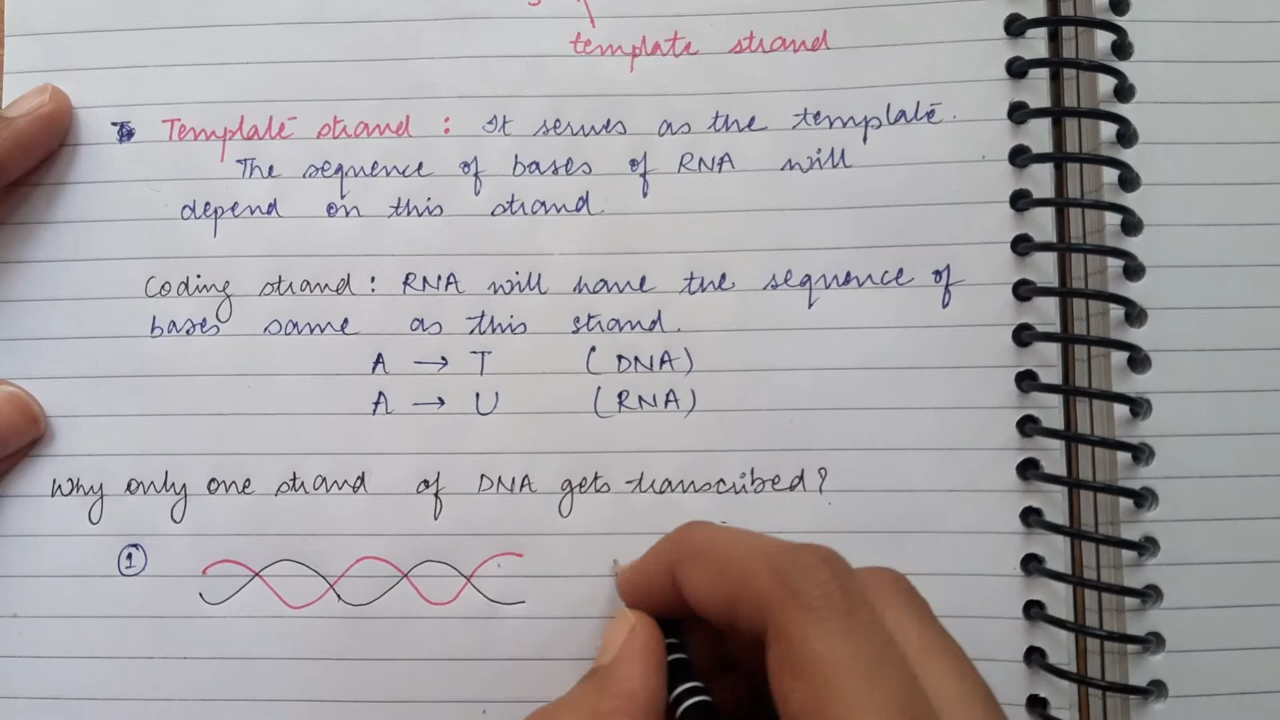 template strand
Template strand : It serves as the template.
The sequence of bases of RNA will
depend on this strand.
Coding strand : RNA will have the sequence of
bases same as this strand.
A → T (DNA)
A → U (RNA)
Why only one strand of DNA gets transcribed?
①